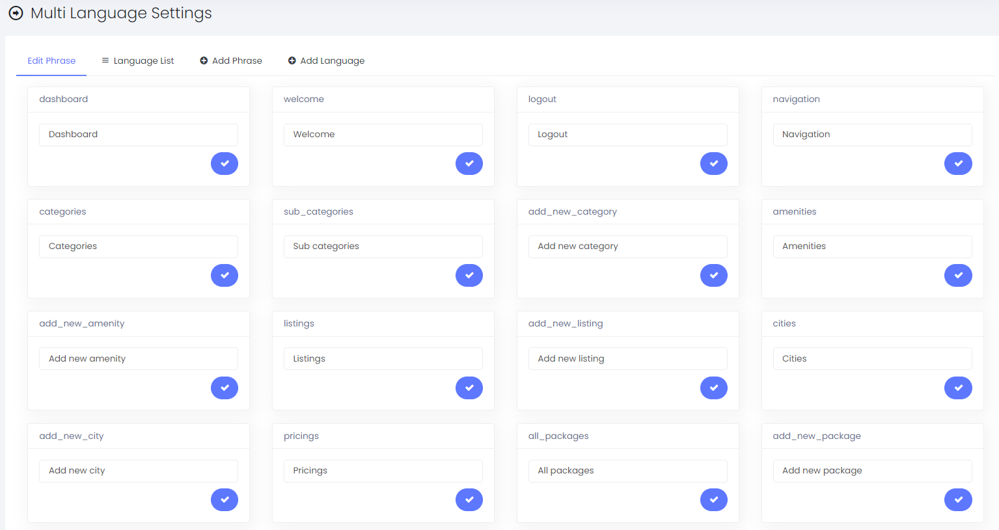 Multi Language Settings
Edit Phrase
Language List
Add Phrase
Add Language
dashboard
welcome
logout
navigation
Dashboard
Welcome
Logout
Navigation
categories
sub_categories
add_new_category
amenities
Categories
Sub categories
Add new category
Amenities
add_new_amenity
listings
add_new_listing
cities
Add new amenity
Listings
Add new listing
Cities
add_new_city
pricings
all_packages
add_new_package
Add new city
Pricings
All packages
Add new package